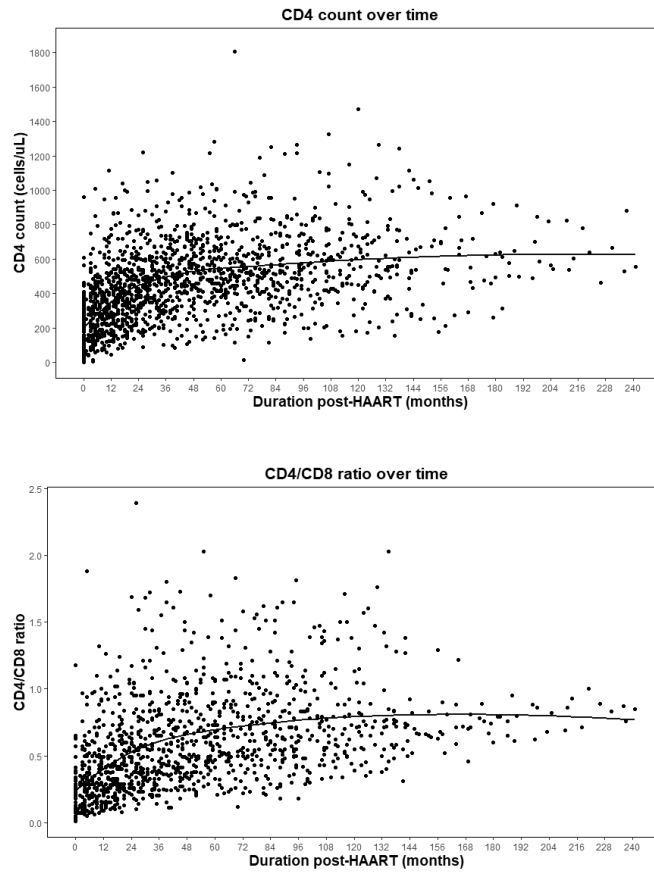 CD4 count over time
1800
1600
1400
1200
1000
800
600
400
200
0
CD4 count (cells/uL)
0 12 24 36 48 60 72 84 96 108 120 132 144 156 168 180 192 204 216 228 240
Duration post-HAART (months)
CD4/CD8 ratio over time
2.5
2.0
1.5
1.0
0.5
0.0
CD4/CD8 ratio
0 12 24 36 48 60 72 84 96 108 120 132 144 156 168 180 192 204 216 228 240
Duration post-HAART (months)